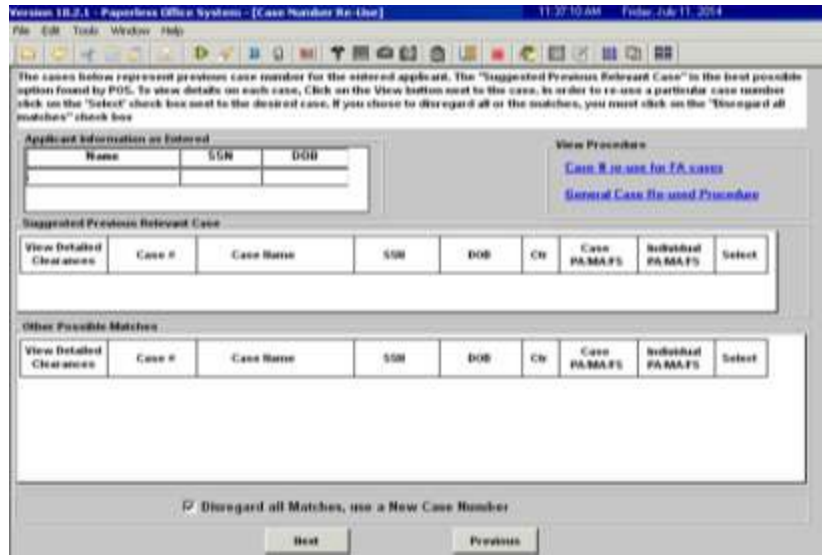 Version 18.2.1 - Paperless Office System - [Case Number Re-Use] 11:37:10 AM Friday, July 11, 2014
File Edit Tools Window Help
The cases below represent previous case number for the entered applicant. The "Suggested Previous Relevant Case" is the best possible
option found by POS. To view details on each case, Click on the View button next to the case. In order to re-use a particular case number
click on the 'Select' check box next to the desired case. If you chose to disregard all or the matches, you must click on the "Disregard all
matches" check box
Applicant Information as Entered
View Procedure
Name SSN DOB
Case # re-use for FA cases
General Case Re-used Procedure
Suggested Previous Relevant Case
View Detailed Clearances Case # Case Name SSN DOB Ctr Case PA/MA/FS Individual PA/MA/FS Select
Other Possible Matches
View Detailed Clearances Case # Case Name SSN DOB Ctr Case PA/MA/FS Individual PA/MA/FS Select
Disregard all Matches, use a New Case Number
Next Previous